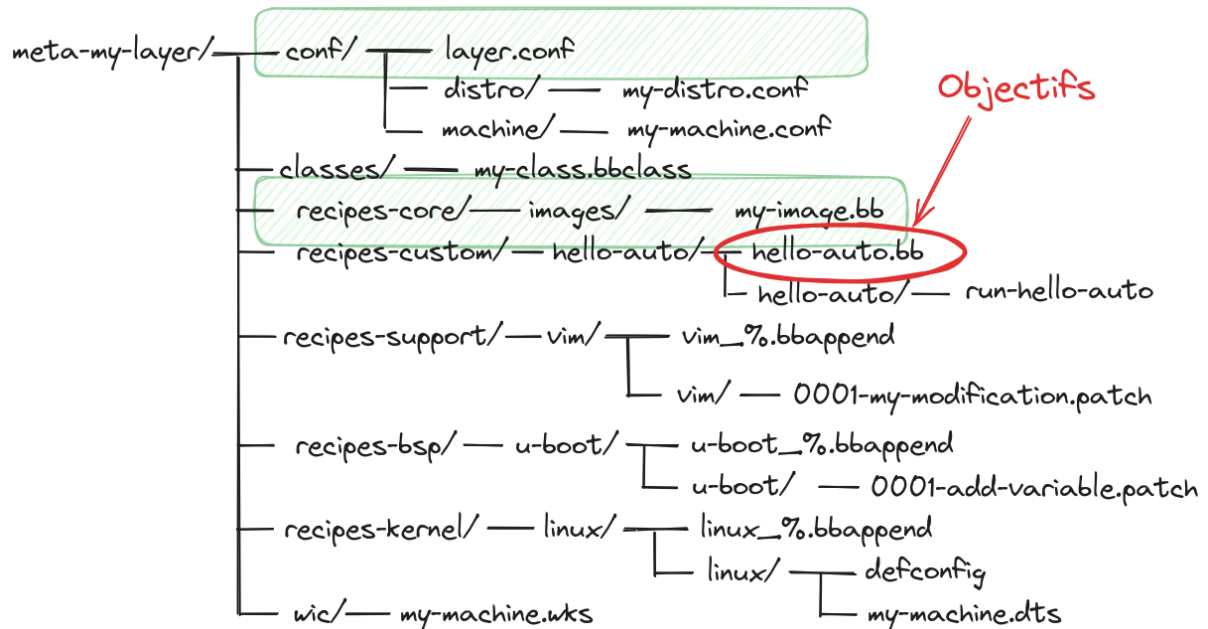 meta-my-layer/ conf/ layer.conf
distro/ my-distro.conf
Objectifs
machine/ my-machine.conf
classes/ my-class.bbclass
recipes-core/ images/ my-image.bb
recipes-custom/ hello-auto/ hello-auto.bb
hello-auto/ run-hello-auto
recipes-support/ vim/ vim_%.bbappend
vim/ 0001-my-modification.patch
recipes-bsp/ u-boot/ u-boot_%.bbappend
u-boot/ 0001-add-variable.patch
recipes-kernel/ linux/ linux_%.bbappend
linux/ defconfig
wic/ my-machine.wks my-machine.dts